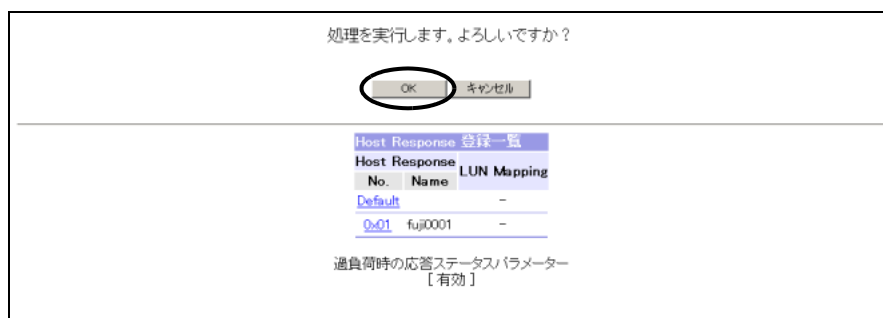 処理を実行します。よろしいですか？
OK キャンセル
Host Response 登録一覧
Host Response LUN Mapping
No. Name
Default -
0x01 fuji0001 -
過負荷時の応答ステータスパラメーター
[ 有効 ]